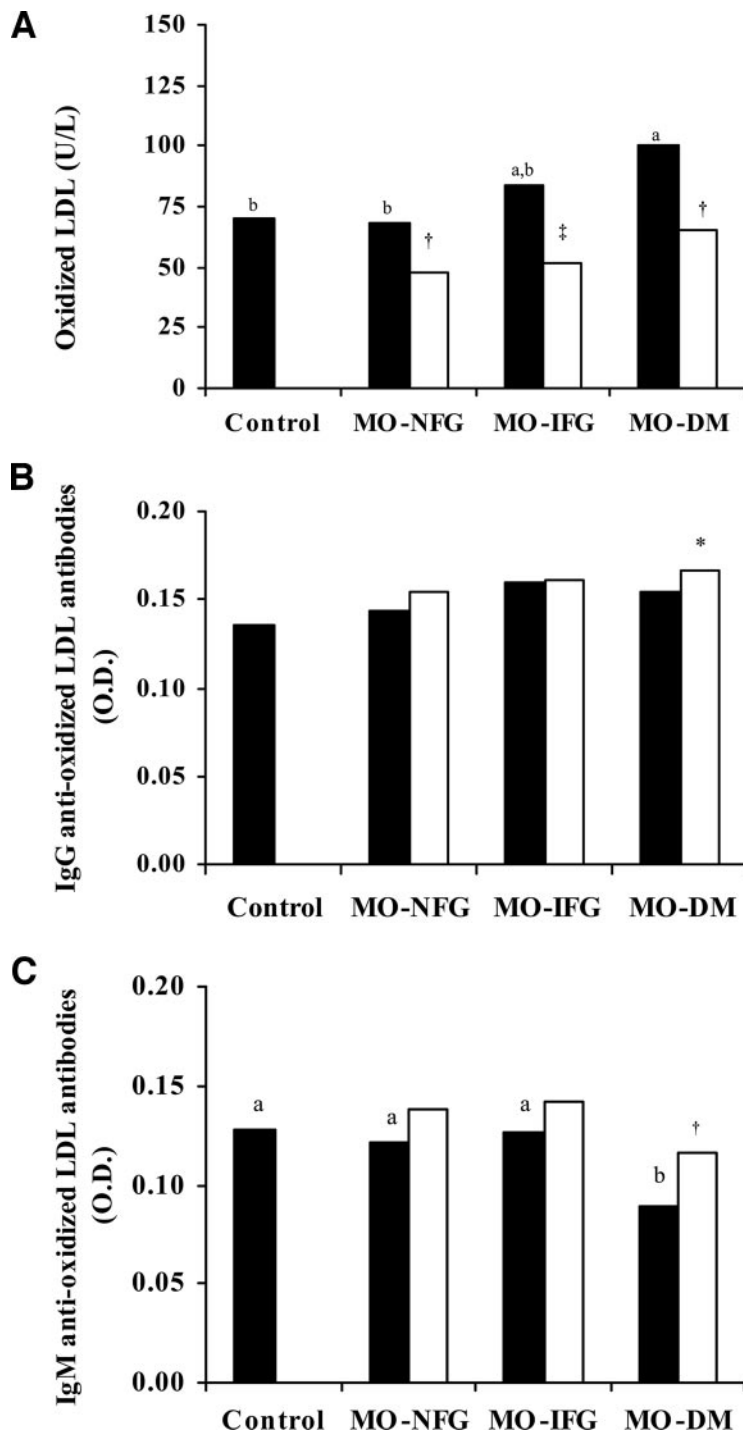 A
Oxidized LDL (U/L)
150
125
100
75
50
25
0
b
b
†
a,b
‡
a
†
Control MO-NFG MO-IFG MO-DM
B
IgG anti-oxidized LDL antibodies
(O.D.)
0.20
0.15
0.10
0.05
0.00
*
Control MO-NFG MO-IFG MO-DM
C
IgM anti-oxidized LDL antibodies
(O.D.)
0.20
0.15
0.10
0.05
0.00
a
a
a
b
†
Control MO-NFG MO-IFG MO-DM